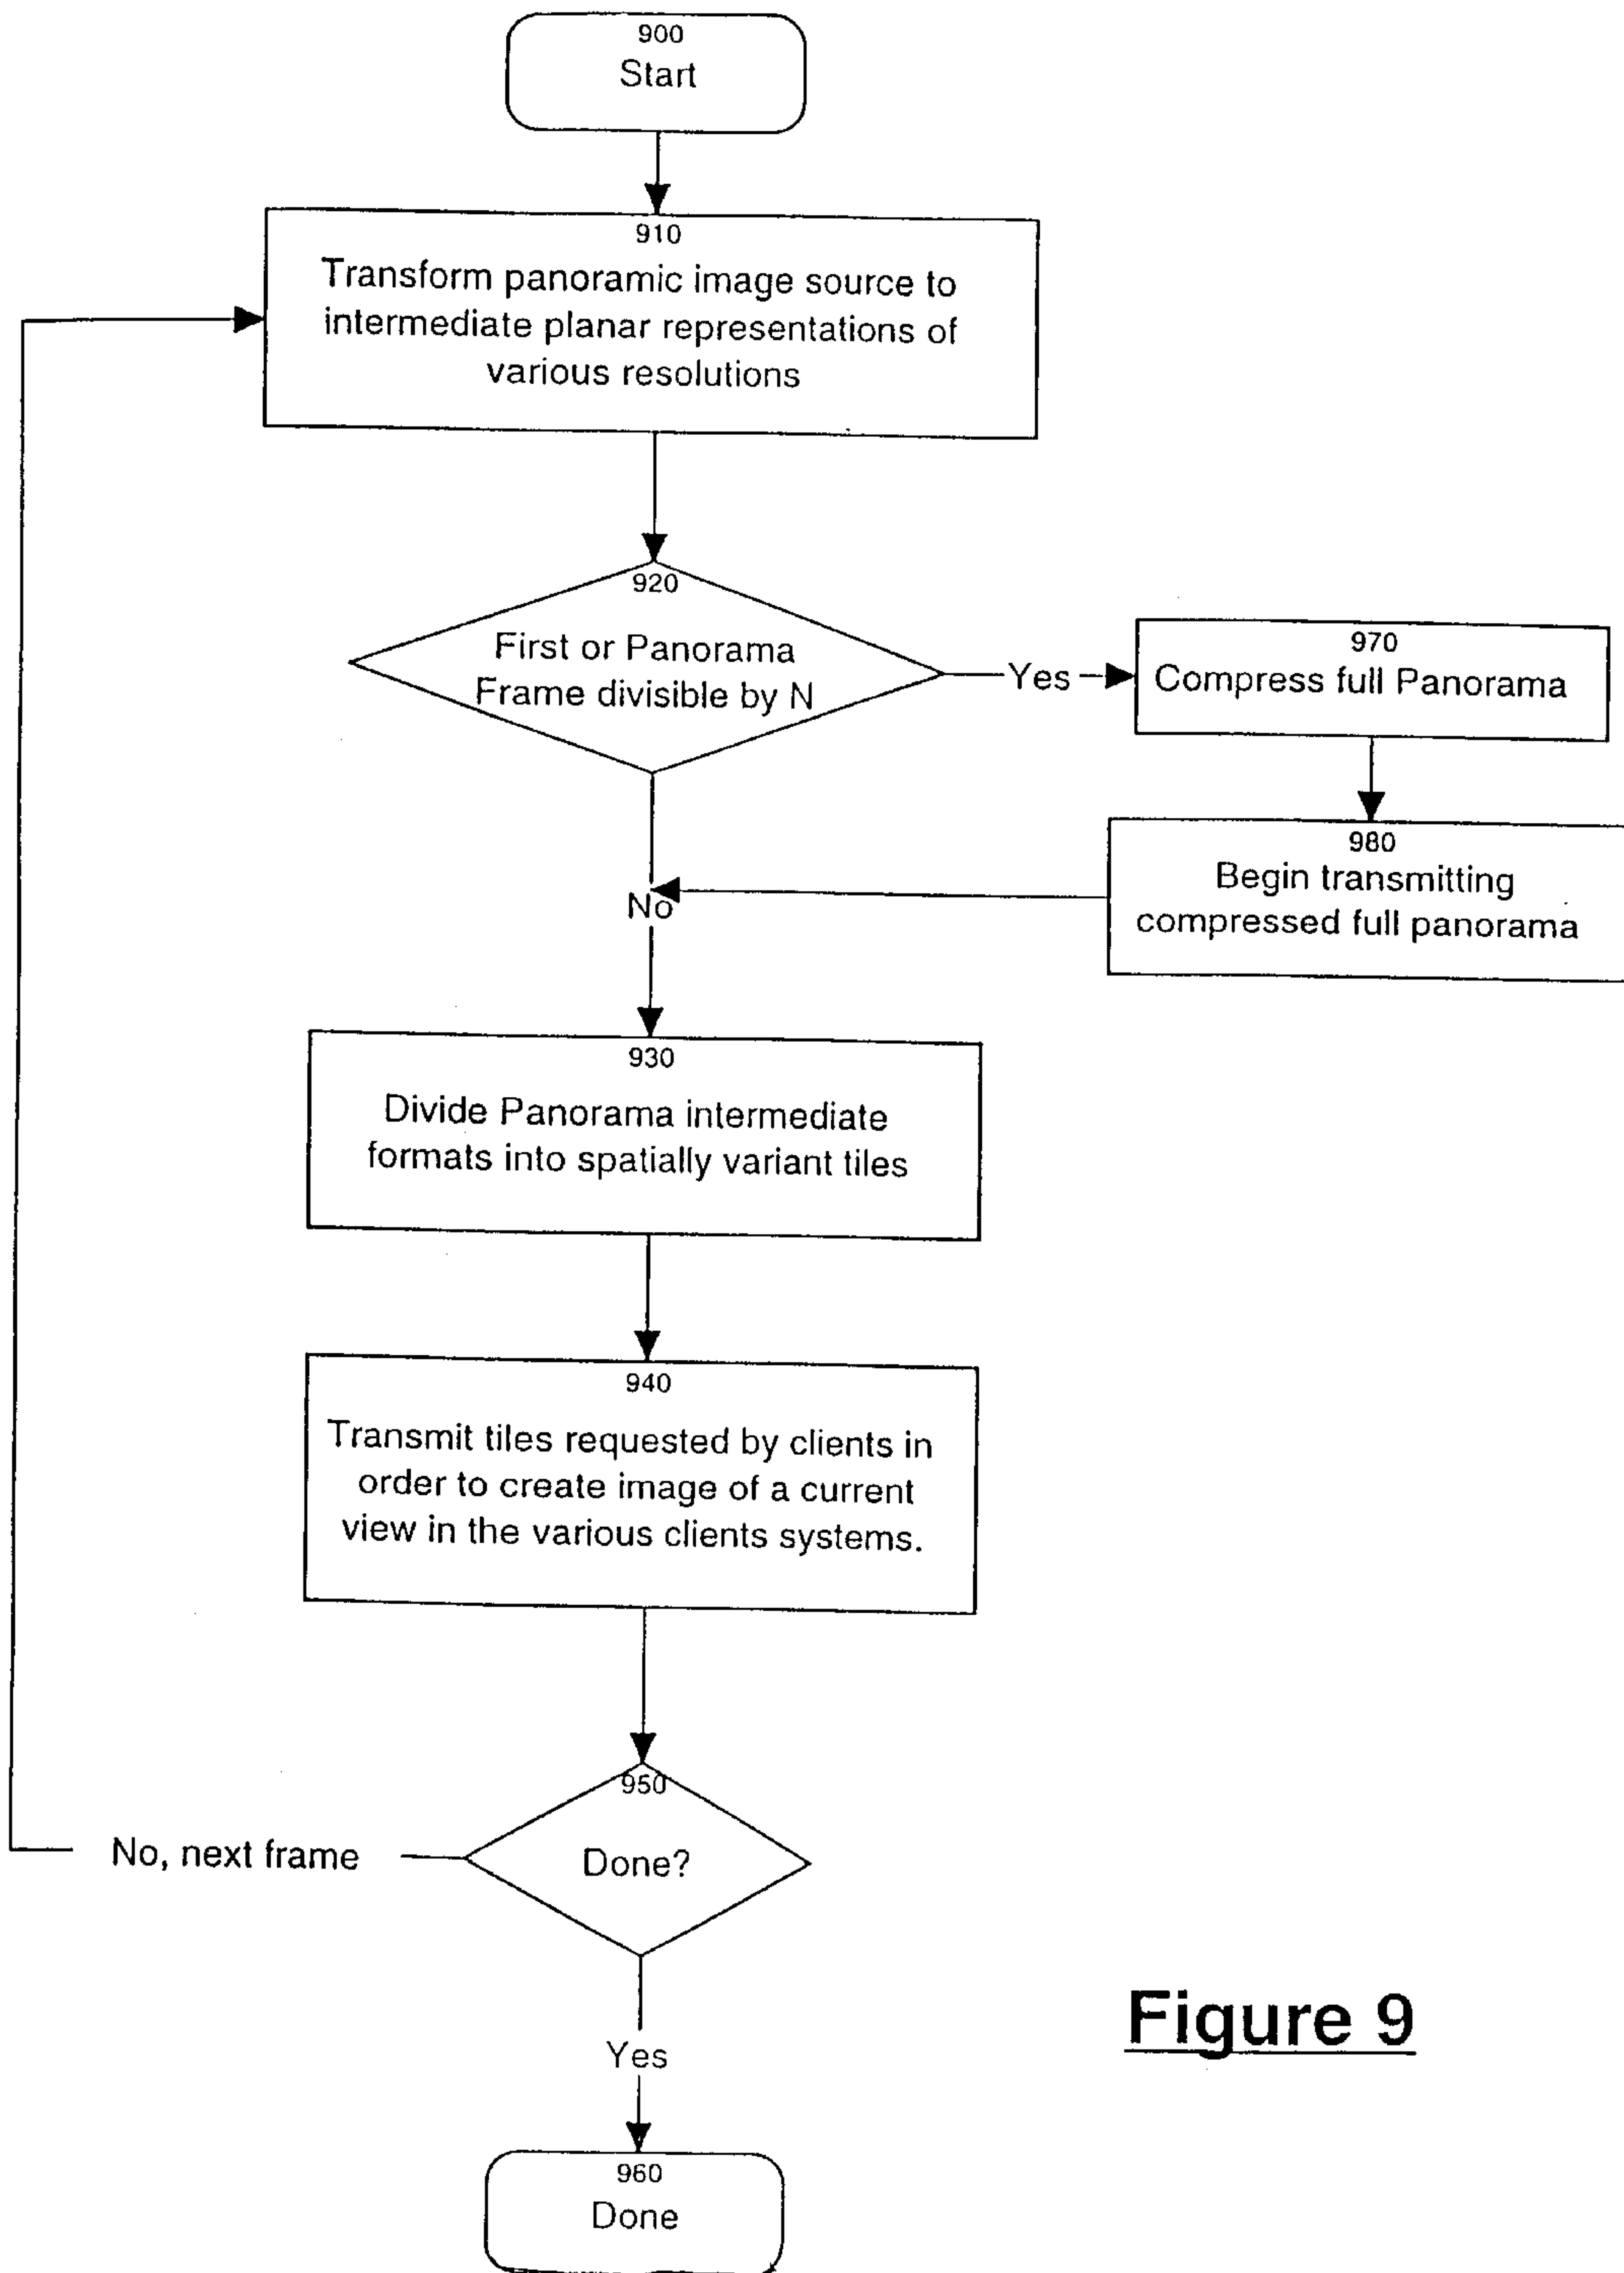 900
Start
910
Transform panoramic image source to
intermediate planar representations of
various resolutions
920
First or Panorama
Frame divisible by N
Yes
970
Compress full Panorama
980
Begin transmitting
compressed full panorama
No
930
Divide Panorama intermediate
formats into spatially variant tiles
940
Transmit tiles requested by clients in
order to create image of a current
view in the various clients systems.
950
Done?
No, next frame
Yes
960
Done
Figure 9